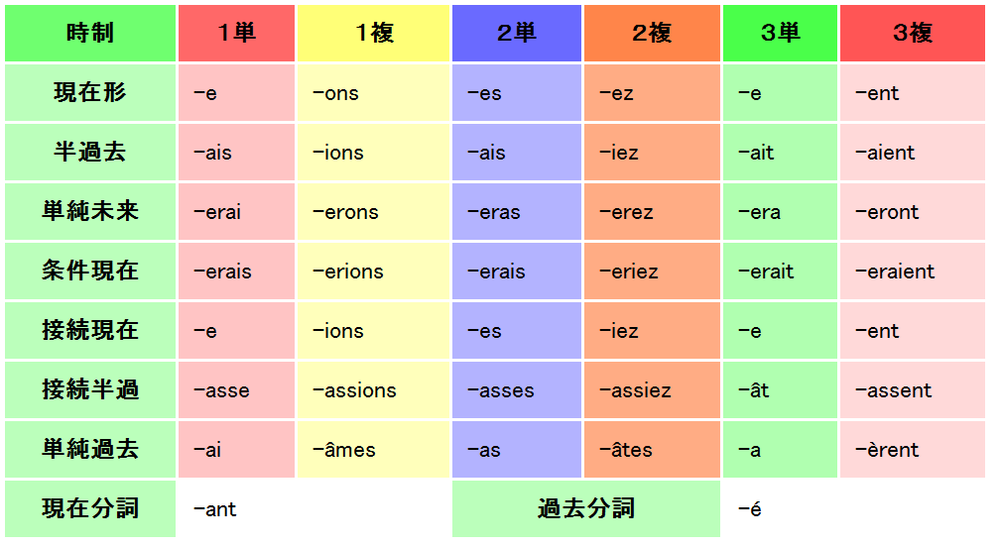 時制 1単 1複 2単 2複 3単 3複
現在形 -e -ons -es -ez -e -ent
半過去 -ais -ions -ais -iez -ait -aient
単純未来 -erai -erons -eras -erez -era -eront
条件現在 -erais -erions -erais -eriez -erait -eraient
接続現在 -e -ions -es -iez -e -ent
接続半過 -asse -assions -asses -assiez -ât -assent
単純過去 -ai -âmes -as -âtes -a -èrent
現在分詞 -ant 過去分詞 -é